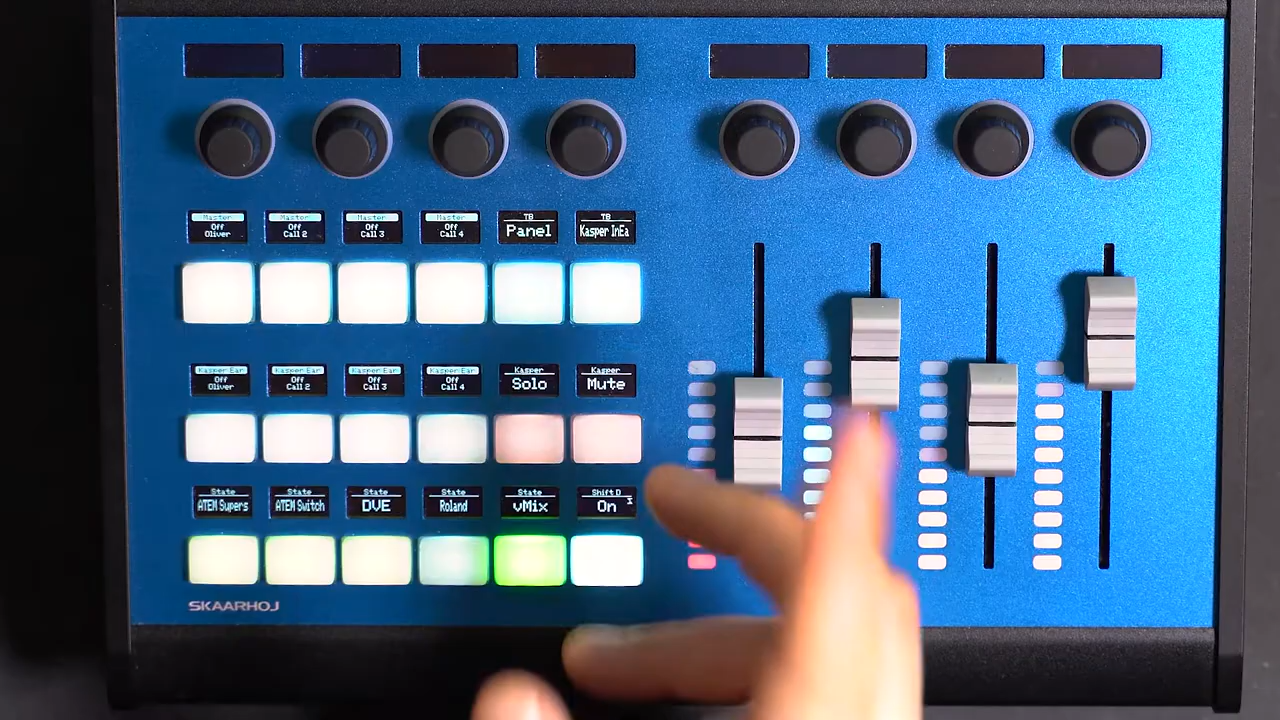 Master
Off
Oliver
Master
Off
Call 2
Master
Off
Call 3
Master
Off
Call 4
TB
Panel
TB
Kasper InEa
Kasper Ear
Off
Oliver
Kasper Ear
Off
Call 2
Kasper Ear
Off
Call 3
Kasper Ear
Off
Call 4
Kasper
Solo
Kasper
Mute
State
ATEM Supers
State
ATEM Switch
State
DVE
State
Roland
State
vMix
Shift D
On
SKAARHOJ